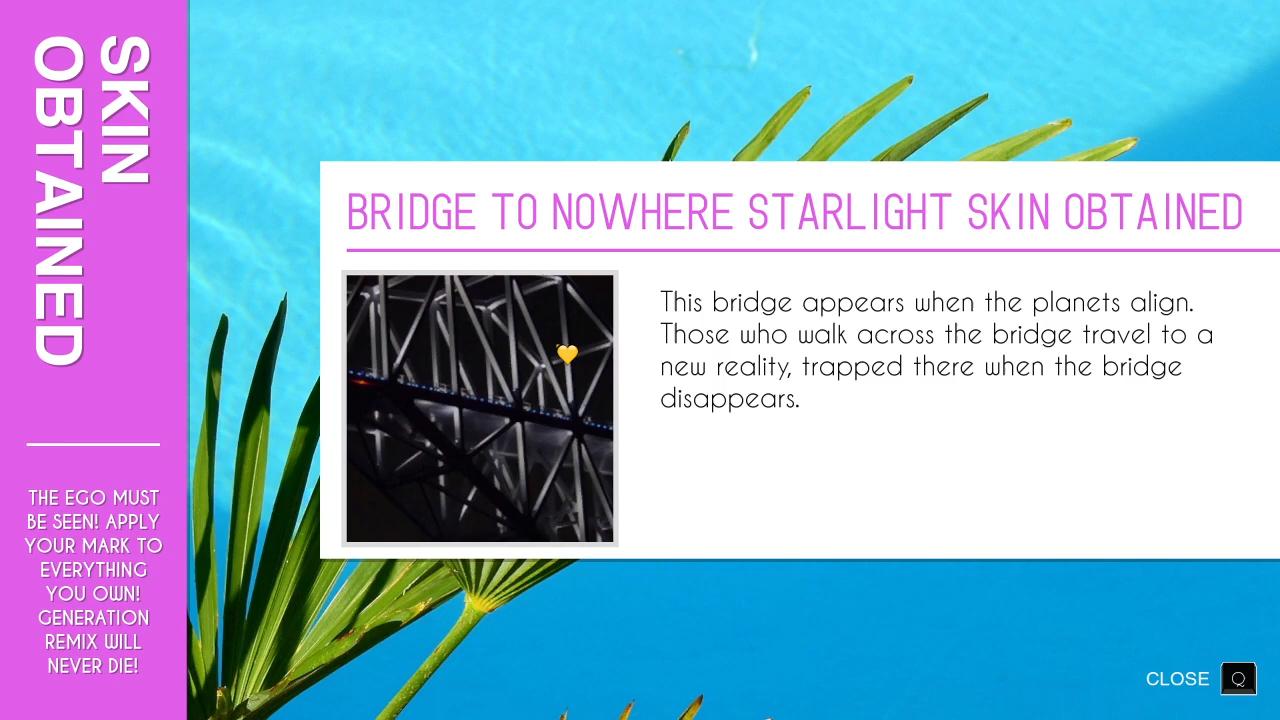 SKIN
OBTAINED
THE EGO MUST
BE SEEN! APPLY
YOUR MARK TO
EVERYTHING
YOU OWN!
GENERATION
REMIX WILL
NEVER DIE!
BRIDGE TO NOWHERE STARLIGHT SKIN OBTAINED
This bridge appears when the planets align.
Those who walk across the bridge travel to a
new reality, trapped there when the bridge
disappears.
CLOSE Q